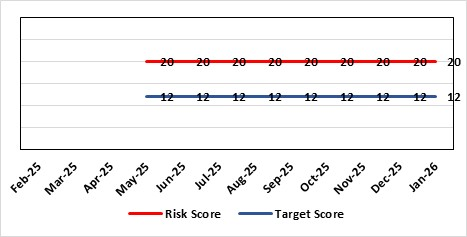 20 20 20 20 20 20 20 20 20
12 12 12 12 12 12 12 12 12
Feb-25 Mar-25 Apr-25 May-25 Jun-25 Jul-25 Aug-25 Sep-25 Oct-25 Nov-25 Dec-25 Jan-26
Risk Score Target Score